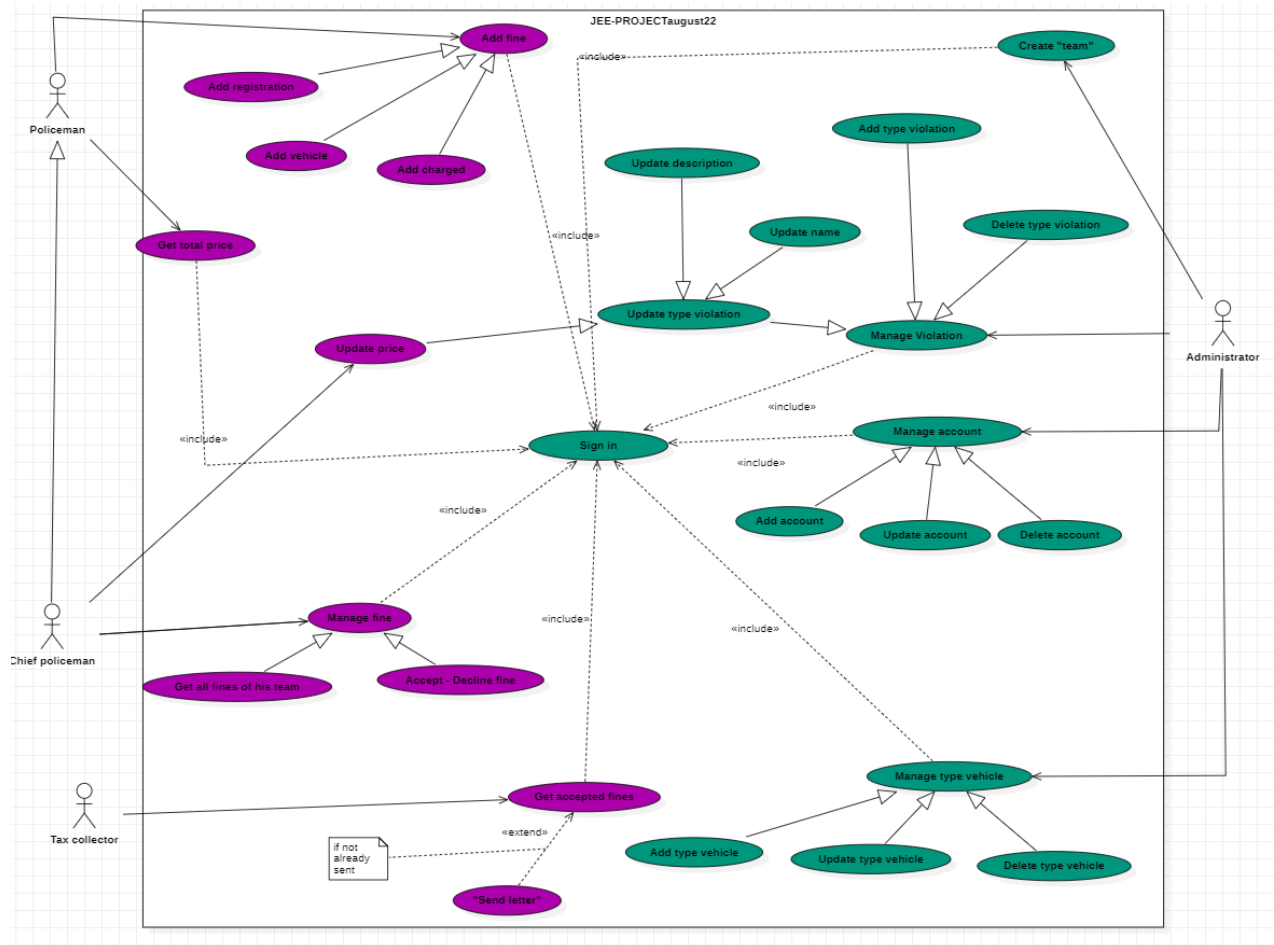 JEE-PROJECTaugust22
Add fine
Create "team"
«include»
Add registration
Policeman
Add type violation
Add vehicle
Add charged
Update description
Get total price
«include»
Update name
Delete type violation
Update type violation
Manage Violation
Administrator
Update price
«include»
«include»
Sign in
Manage account
«include»
«include»
Add account
Update account
Delete account
Manage fine
«include»
«include»
Chief policeman
Get all fines of his team
Accept - Decline fine
Manage type vehicle
Get accepted fines
Tax collector
«extend»
if not
already
sent
Add type vehicle
Update type vehicle
Delete type vehicle
"Send letter"